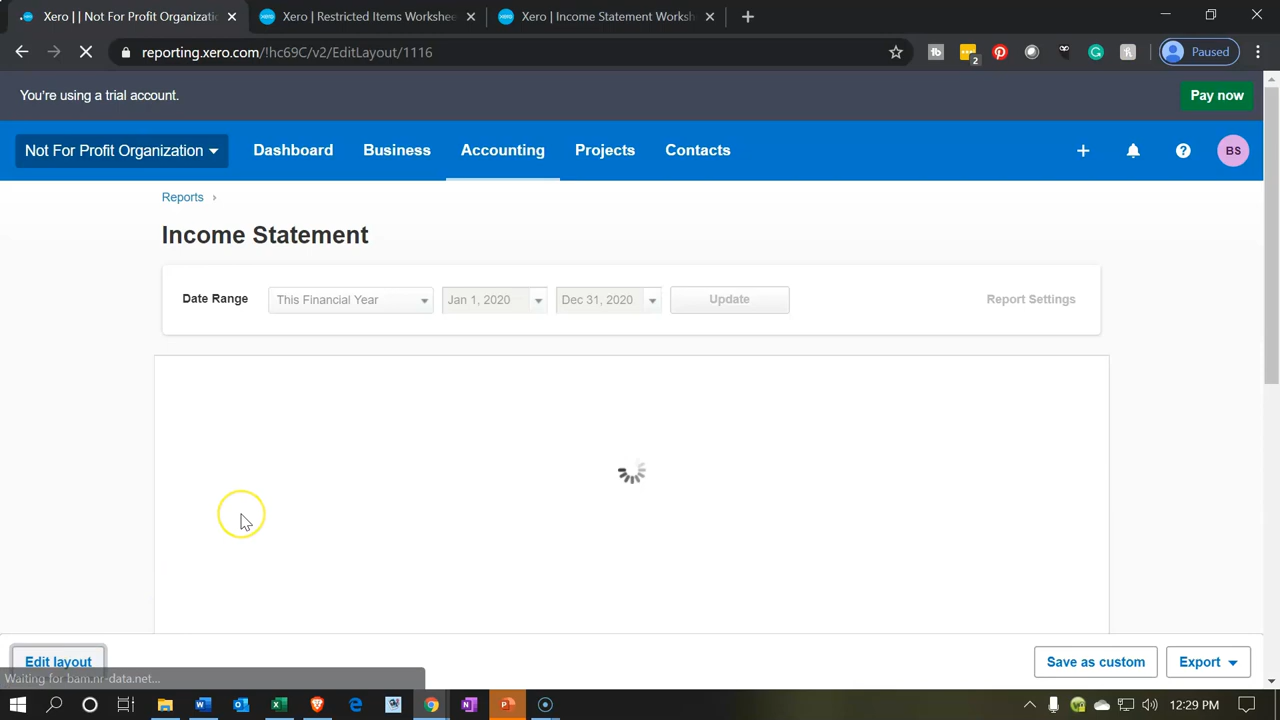 Xero | | Not For Profit Organizati
Xero | Restricted Items Workshee
Xero | Income Statement Worksh
reporting.xero.com/!hc69C/v2/EditLayout/1116
2
Paused
You're using a trial account.
Pay now
Not For Profit Organization
Dashboard
Business
Accounting
Projects
Contacts
BS
Reports
Income Statement
Date Range
This Financial Year
Jan 1, 2020
Dec 31, 2020
Update
Report Settings
Edit layout
Save as custom
Export
Waiting for bam.nr-data.net...
12:29 PM